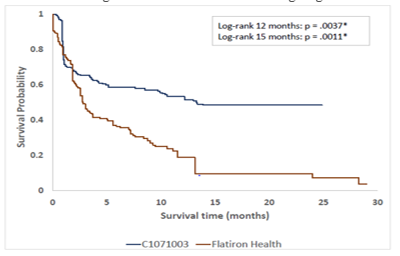 Log-rank 12 months: p = .0037*
Log-rank 15 months: p = .0011*
Survival Probability
1
0.8
0.6
0.4
0.2
0
0 5 10 15 20 25 30
Survival time (months)
C1071003 Flatiron Health